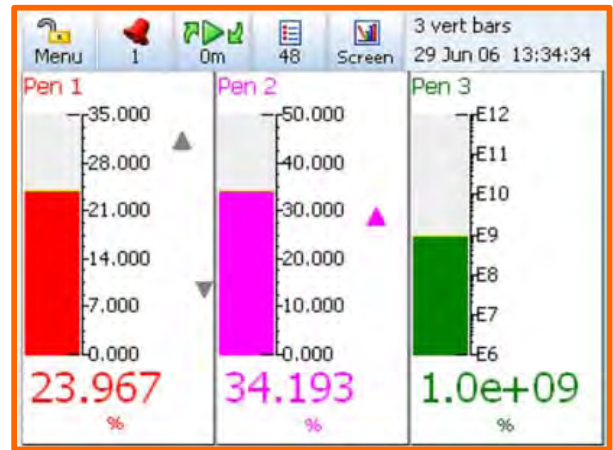 Menu
1
0m
48
Screen
3 vert bars
29 Jun 06 13:34:34
Pen 1
35.000
28.000
21.000
14.000
7.000
0.000
23.967
%
Pen 2
50.000
40.000
30.000
20.000
10.000
0.000
34.193
%
Pen 3
E12
E11
E10
E9
E8
E7
E6
1.0e+09
%